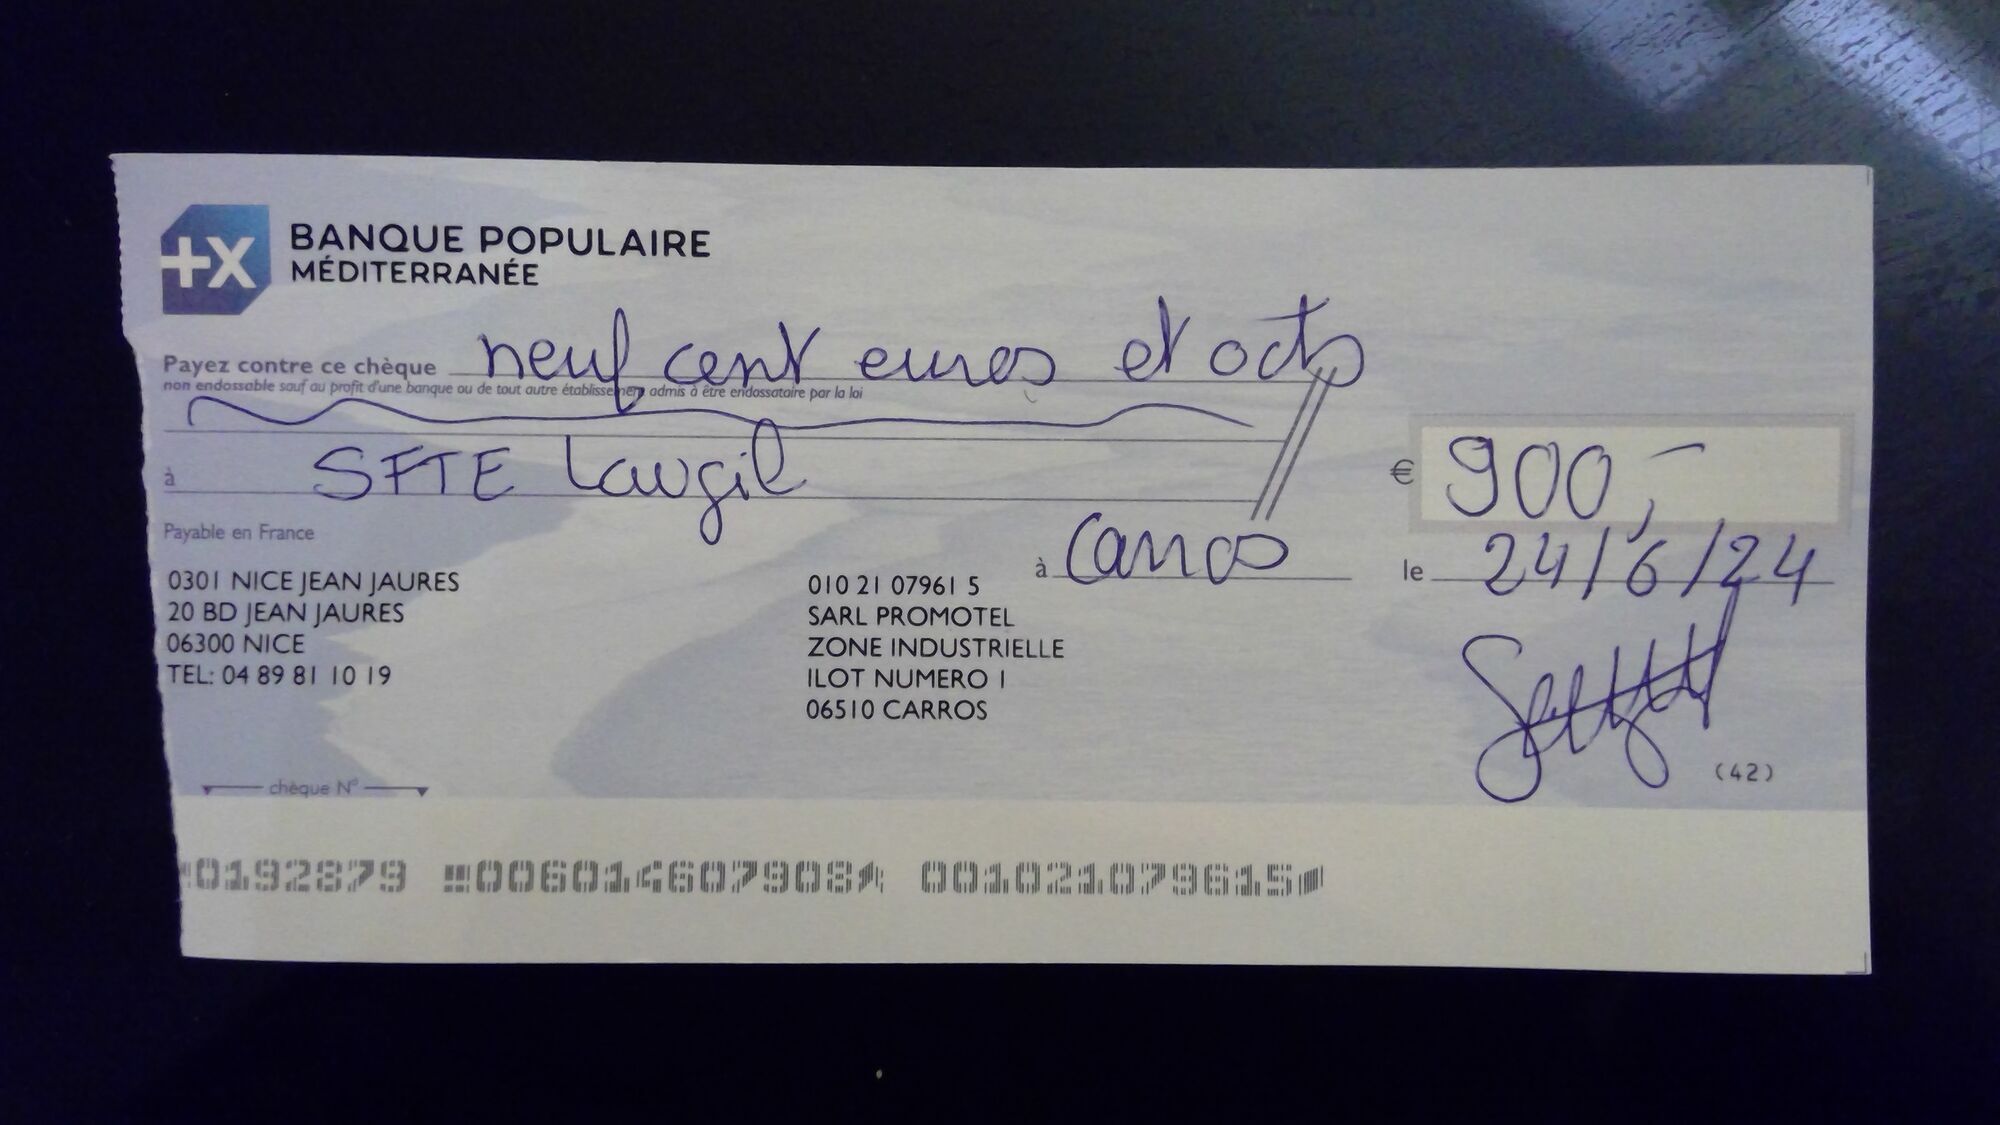 +X BANQUE POPULAIRE
MÉDITERRANÉE
Payez contre ce chèque neuf cent euros et octs
non endossable sauf au profit d'une banque ou de tout autre établissement admis à être endossataire par la loi
à SFTE Laugil
€ 900,-
Payable en France
à Carros le 24/6/24
0301 NICE JEAN JAURES
20 BD JEAN JAURES
06300 NICE
TEL: 04 89 81 10 19
010 21 07961 5
SARL PROMOTEL
ZONE INDUSTRIELLE
ILOT NUMERO 1
06510 CARROS
(42)
chèque N°
0192879 006014607908 001021079615